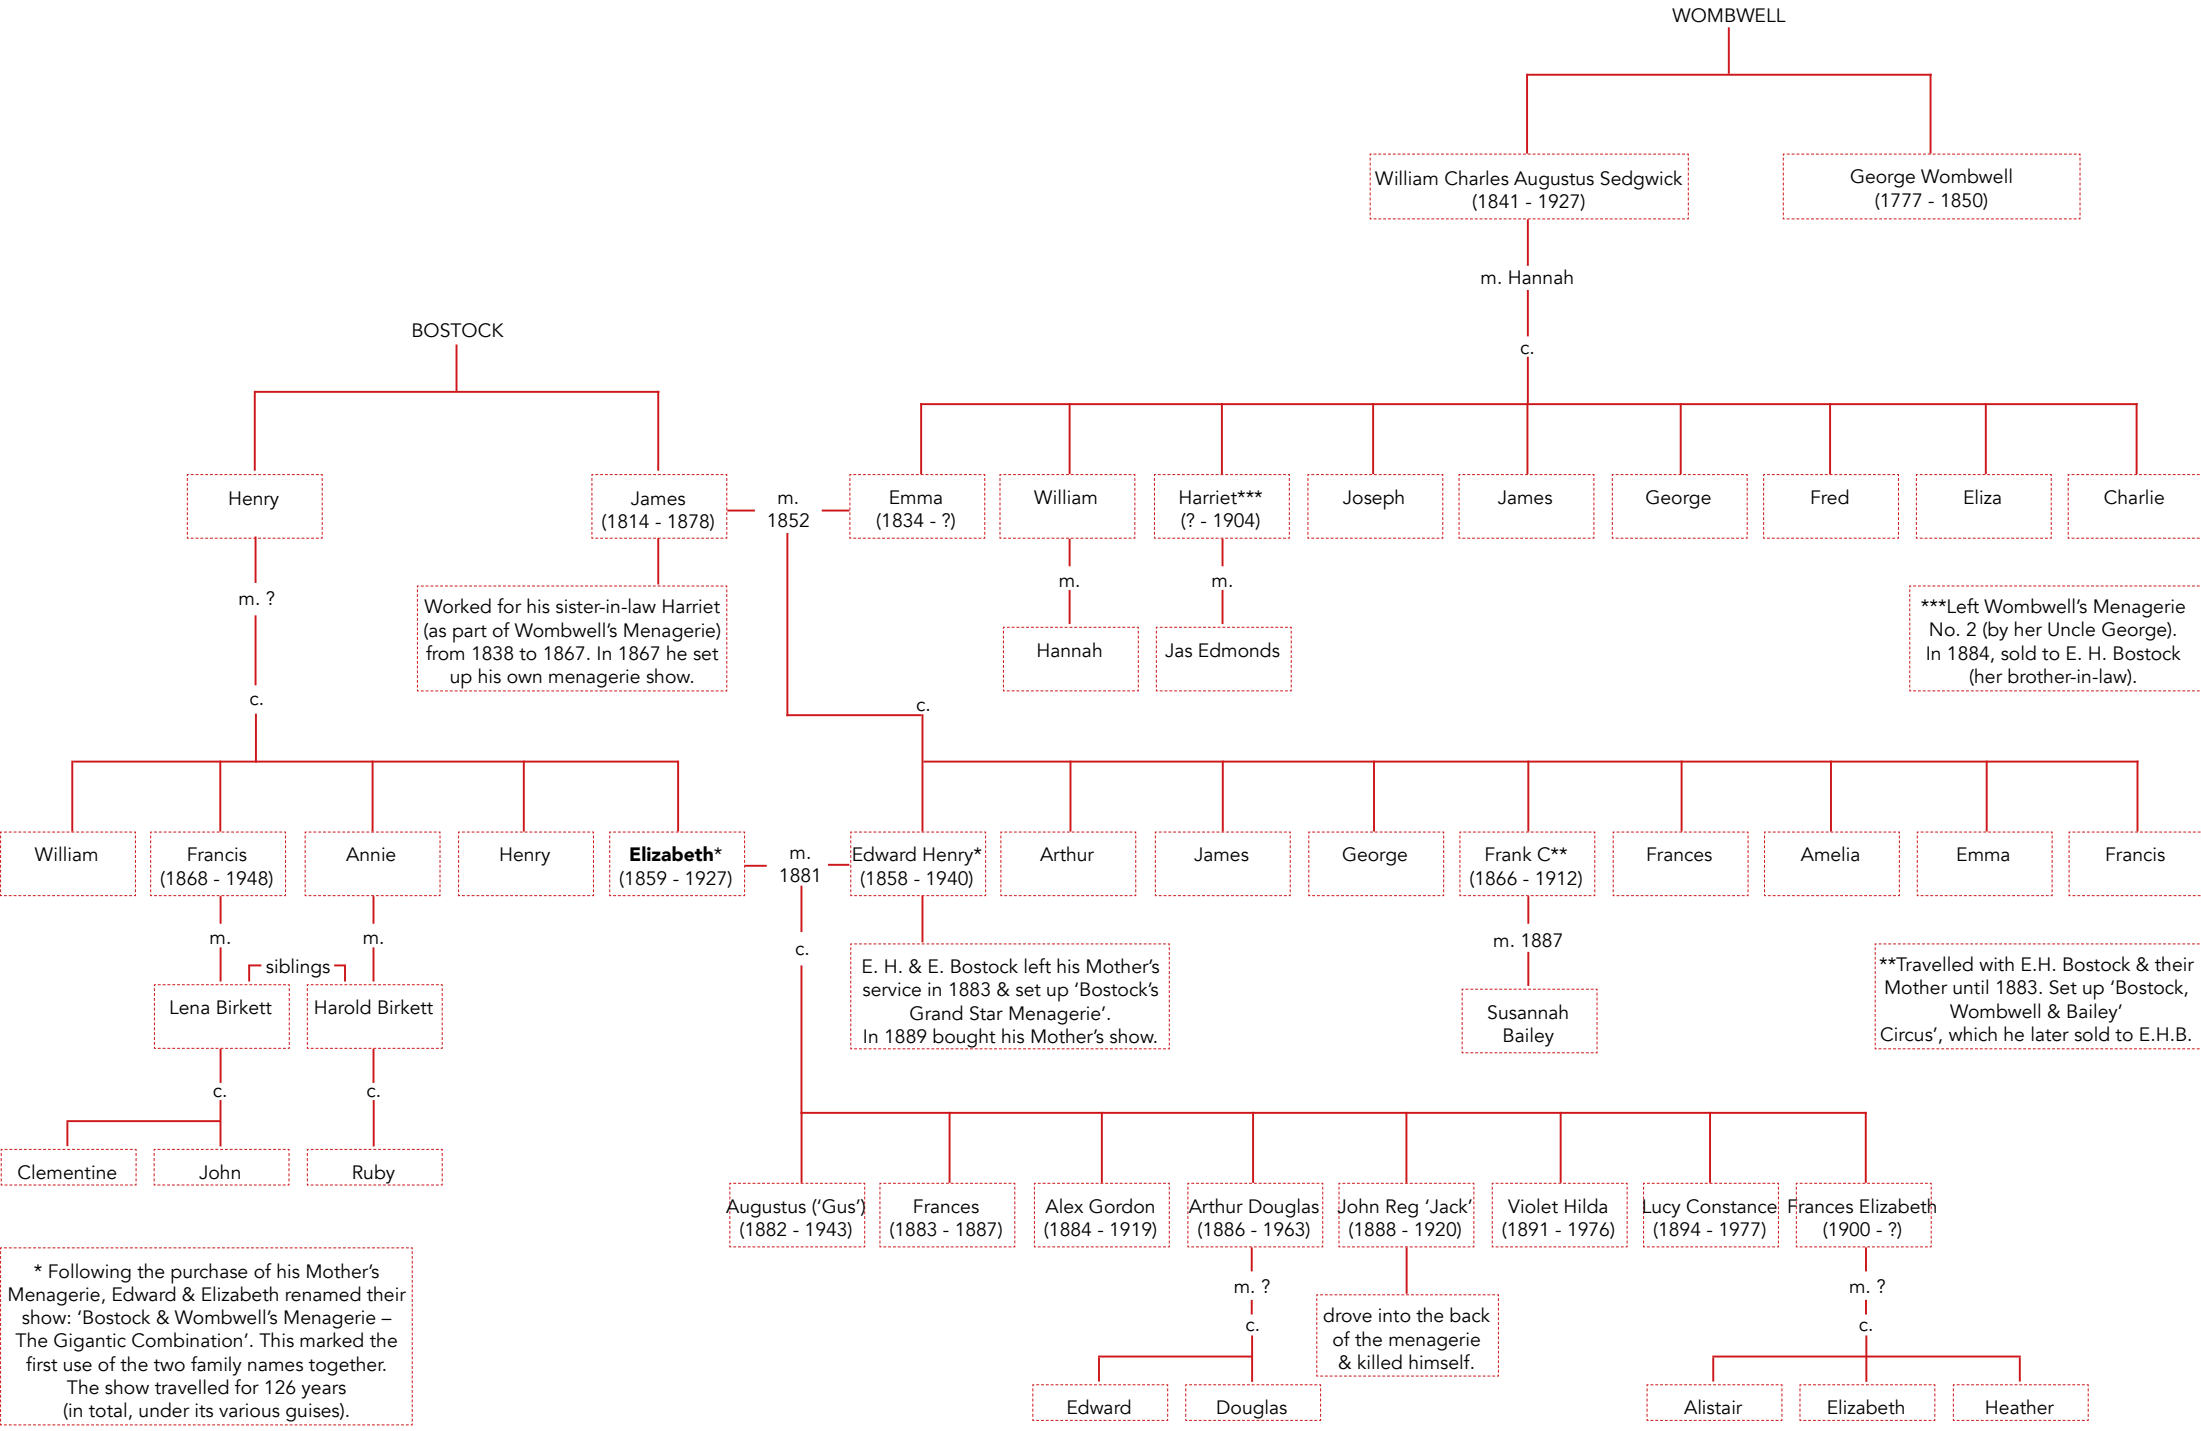 WOMBWELL
William Charles Augustus Sedgwick
(1841 - 1927)
George Wombwell
(1777 - 1850)
m. Hannah
c.
BOSTOCK
Henry
James
(1814 - 1878)
m.
1852
Emma
(1834 - ?)
William
Harriet***
(? - 1904)
Joseph
James
George
Fred
Eliza
Charlie
m. ?
Worked for his sister-in-law Harriet
(as part of Wombwell’s Menagerie)
from 1838 to 1867. In 1867 he set
up his own menagerie show.
m.
m.
Hannah
Jas Edmonds
***Left Wombwell’s Menagerie
No. 2 (by her Uncle George).
In 1884, sold to E. H. Bostock
(her brother-in-law).
c.
c.
William
Francis
(1868 - 1948)
Annie
Henry
Elizabeth*
(1859 - 1927)
m.
1881
Edward Henry*
(1858 - 1940)
Arthur
James
George
Frank C**
(1866 - 1912)
Frances
Amelia
Emma
Francis
m.
m.
siblings
Lena Birkett
Harold Birkett
c.
E. H. & E. Bostock left his Mother’s
service in 1883 & set up ‘Bostock’s
Grand Star Menagerie’.
In 1889 bought his Mother’s show.
m. 1887
Susannah
Bailey
**Travelled with E.H. Bostock & their
Mother until 1883. Set up ‘Bostock,
Wombwell & Bailey‘
Circus’, which he later sold to E.H.B.
c.
c.
Clementine
John
Ruby
Augustus (‘Gus’)
(1882 - 1943)
Frances
(1883 - 1887)
Alex Gordon
(1884 - 1919)
Arthur Douglas
(1886 - 1963)
John Reg ‘Jack’
(1888 - 1920)
Violet Hilda
(1891 - 1976)
Lucy Constance
(1894 - 1977)
Frances Elizabeth
(1900 - ?)
* Following the purchase of his Mother’s
Menagerie, Edward & Elizabeth renamed their
show: ‘Bostock & Wombwell’s Menagerie –
The Gigantic Combination’. This marked the
first use of the two family names together.
The show travelled for 126 years
(in total, under its various guises).
m. ?
c.
drove into the back
of the menagerie
& killed himself.
m. ?
c.
Edward
Douglas
Alistair
Elizabeth
Heather